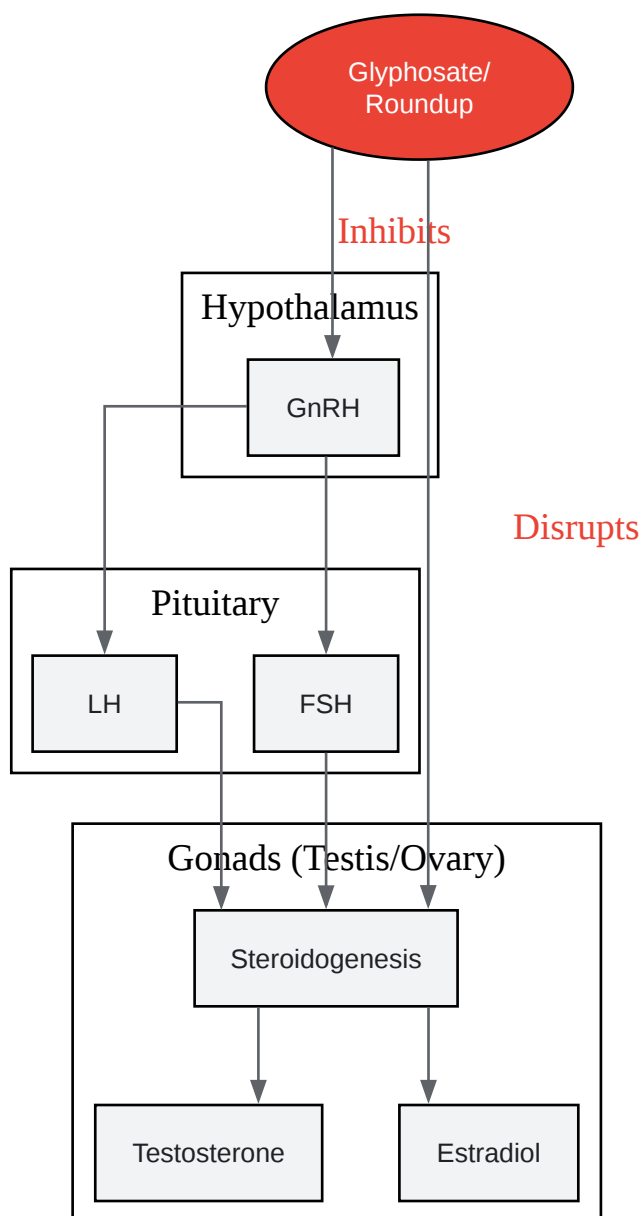 Glyphosate/
Roundup
Inhibits
Hypothalamus
GnRH
Disrupts
Pituitary
LH
FSH
Gonads (Testis/Ovary)
Steroidogenesis
Testosterone
Estradiol